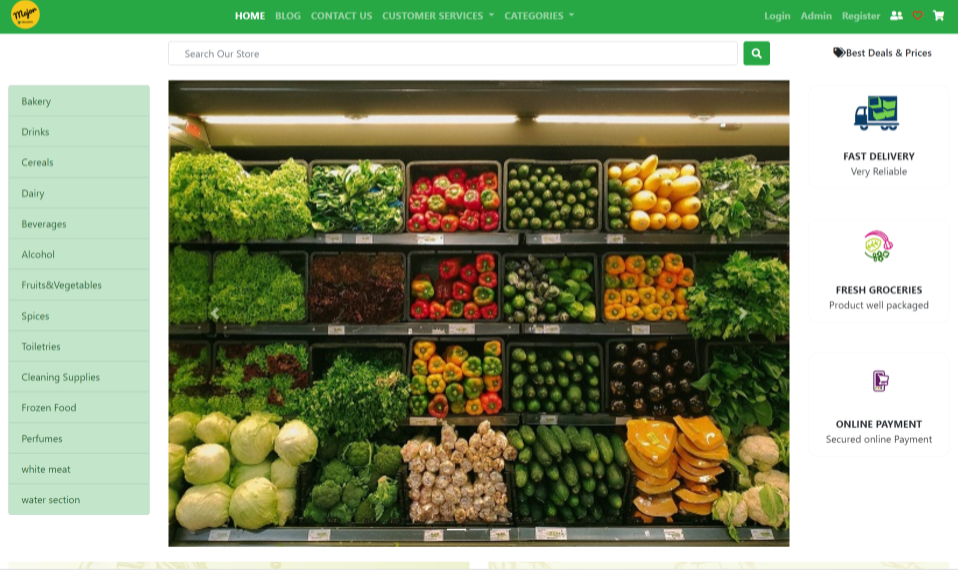 Mejor
HOME BLOG CONTACT US CUSTOMER SERVICES CATEGORIES
Login Admin Register
Search Our Store
Best Deals & Prices
Bakery
Drinks
Cereals
Dairy
Beverages
Alcohol
Fruits&Vegetables
Spices
Toiletries
Cleaning Supplies
Frozen Food
Perfumes
white meat
water section
FAST DELIVERY
Very Reliable
FRESH GROCERIES
Product well packaged
ONLINE PAYMENT
Secured online Payment